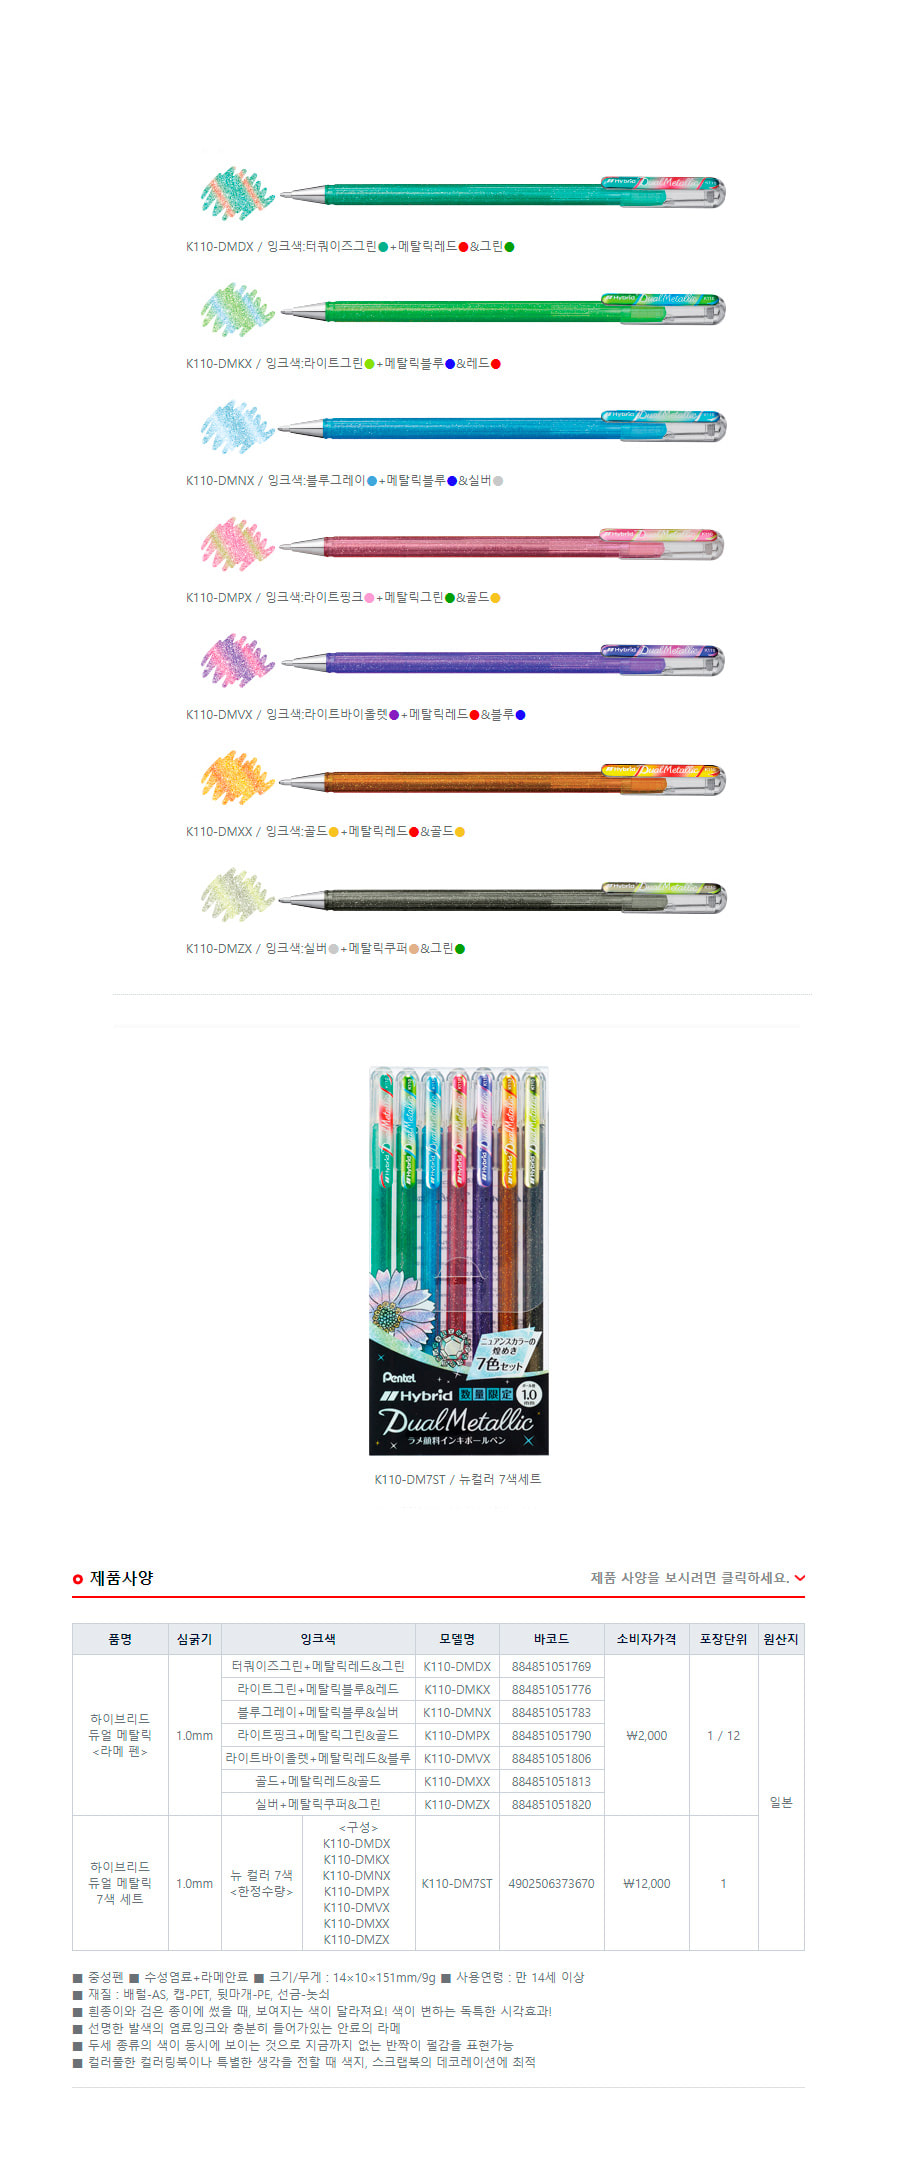 Hybrid DualMetallic K110
K110-DMDX / 잉크색:터쿼이즈그린●+메탈릭레드●&그린●
Hybrid DualMetallic K110
K110-DMKX / 잉크색:라이트그린●+메탈릭블루●&레드●
Hybrid DualMetallic K110
K110-DMNX / 잉크색:블루그레이●+메탈릭블루●&실버●
Hybrid DualMetallic K110
K110-DMPX / 잉크색:라이트핑크●+메탈릭그린●&골드●
Hybrid DualMetallic K110
K110-DMVX / 잉크색:라이트바이올렛●+메탈릭레드●&블루●
Hybrid DualMetallic K110
K110-DMXX / 잉크색:골드●+메탈릭레드●&골드●
Hybrid DualMetallic K110
K110-DMZX / 잉크색:실버●+메탈릭쿠퍼●&그린●
ニュアンスカラーの
煌めき
7色セット
Pentel
Hybrid 数量限定 ボール径 1.0 mm
DualMetallic
ラメ顔料インキボールペン
K110-DM7ST / 뉴컬러 7색세트
제품사양 제품 사양을 보시려면 클릭하세요.
품명 심굵기 잉크색 모델명 바코드 소비자가격 포장단위 원산지
하이브리드
듀얼 메탈릭
<라메 펜>
1.0mm
터쿼이즈그린+메탈릭레드&그린 K110-DMDX 884851051769
라이트그린+메탈릭블루&레드 K110-DMKX 884851051776
블루그레이+메탈릭블루&실버 K110-DMNX 884851051783
라이트핑크+메탈릭그린&골드 K110-DMPX 884851051790
라이트바이올렛+메탈릭레드&블루 K110-DMVX 884851051806
골드+메탈릭레드&골드 K110-DMXX 884851051813
실버+메탈릭쿠퍼&그린 K110-DMZX 884851051820
₩2,000
1 / 12
일본
하이브리드
듀얼 메탈릭
7색 세트
1.0mm
뉴 컬러 7색
<한정수량>
<구성>
K110-DMDX
K110-DMKX
K110-DMNX
K110-DMPX
K110-DMVX
K110-DMXX
K110-DMZX
K110-DM7ST 4902506373670 ₩12,000 1
■ 중성펜 ■ 수성염료+라메안료 ■ 크기/무게 : 14×10×151mm/9g ■ 사용연령 : 만 14세 이상
■ 재질 : 배럴-AS, 캡-PET, 뒷마개-PE, 선금-놋쇠
■ 흰종이와 검은 종이에 썼을 때, 보여지는 색이 달라져요! 색이 변하는 독특한 시각효과!
■ 선명한 발색의 염료잉크와 충분히 들어가있는 안료의 라메
■ 두세 종류의 색이 동시에 보이는 것으로 지금까지 없는 반짝이 펄감을 표현가능
■ 컬러풀한 컬러링북이나 특별한 생각을 전할 때 색지, 스크랩북의 데코레이션에 최적